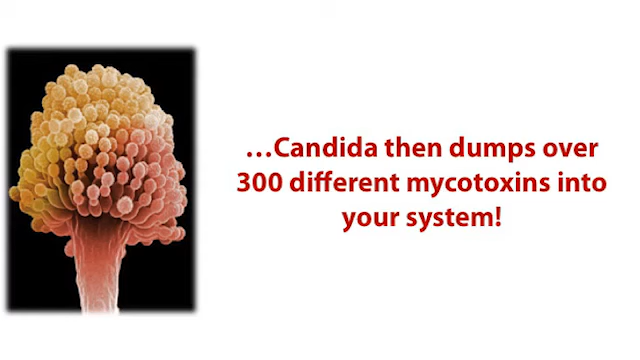 …Candida then dumps over
300 different mycotoxins into
your system!